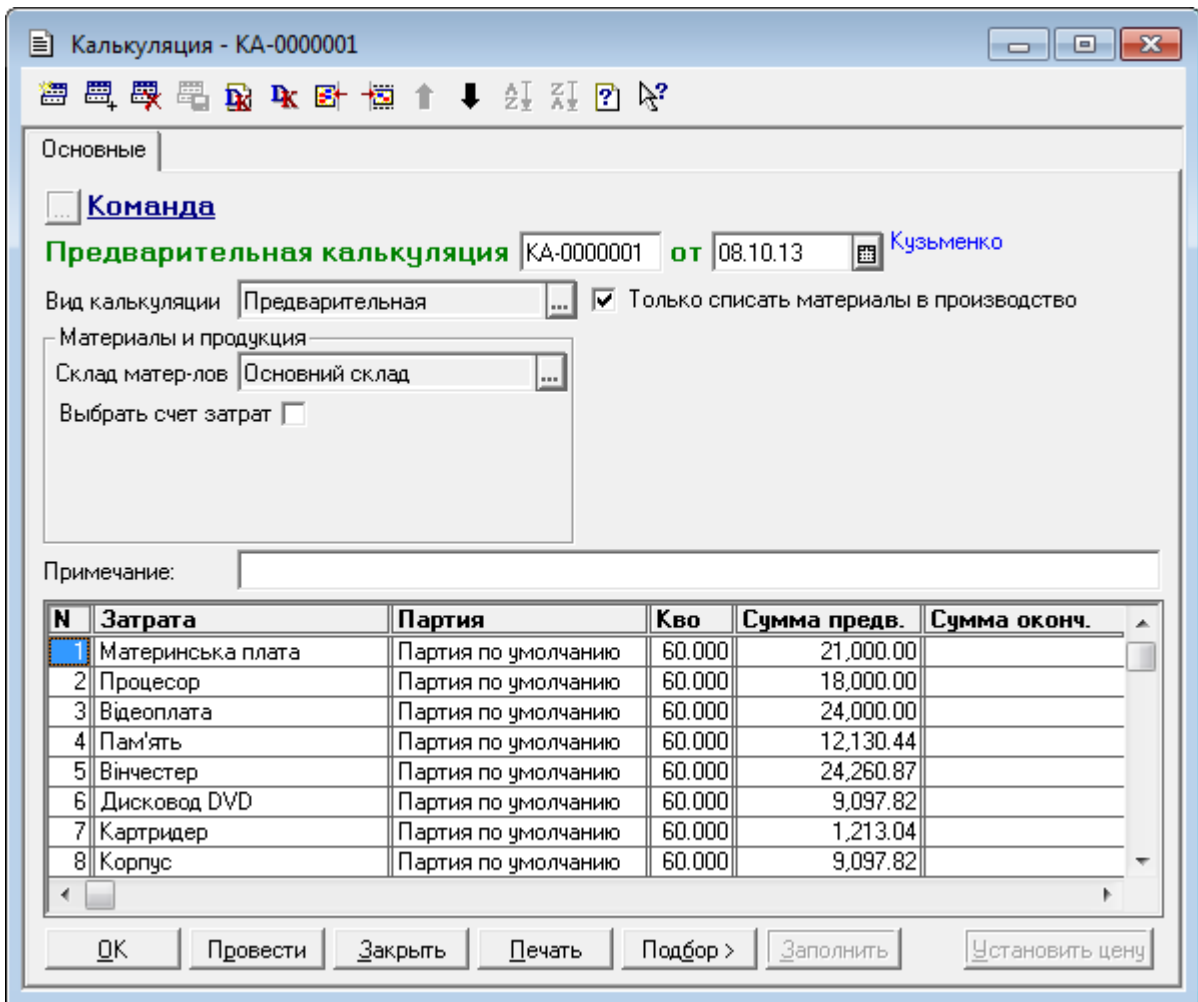 Калькуляция - КА-0000001
Основные
... Команда
Предварительная калькуляция КА-0000001 от 08.10.13 Кузьменко
Вид калькуляции Предварительная ... Только списать материалы в производство
Материалы и продукция
Склад матер-лов Основний склад ...
Выбрать счет затрат
Примечание:
N Затрата Партия Кво Сумма предв. Сумма оконч.
1 Материнська плата Партия по умолчанию 60.000 21,000.00
2 Процесор Партия по умолчанию 60.000 18,000.00
3 Відеоплата Партия по умолчанию 60.000 24,000.00
4 Пам'ять Партия по умолчанию 60.000 12,130.44
5 Вінчестер Партия по умолчанию 60.000 24,260.87
6 Дисковод DVD Партия по умолчанию 60.000 9,097.82
7 Картридер Партия по умолчанию 60.000 1,213.04
8 Корпус Партия по умолчанию 60.000 9,097.82
OK Провести Закрыть Печать Подбор > Заполнить Установить цену